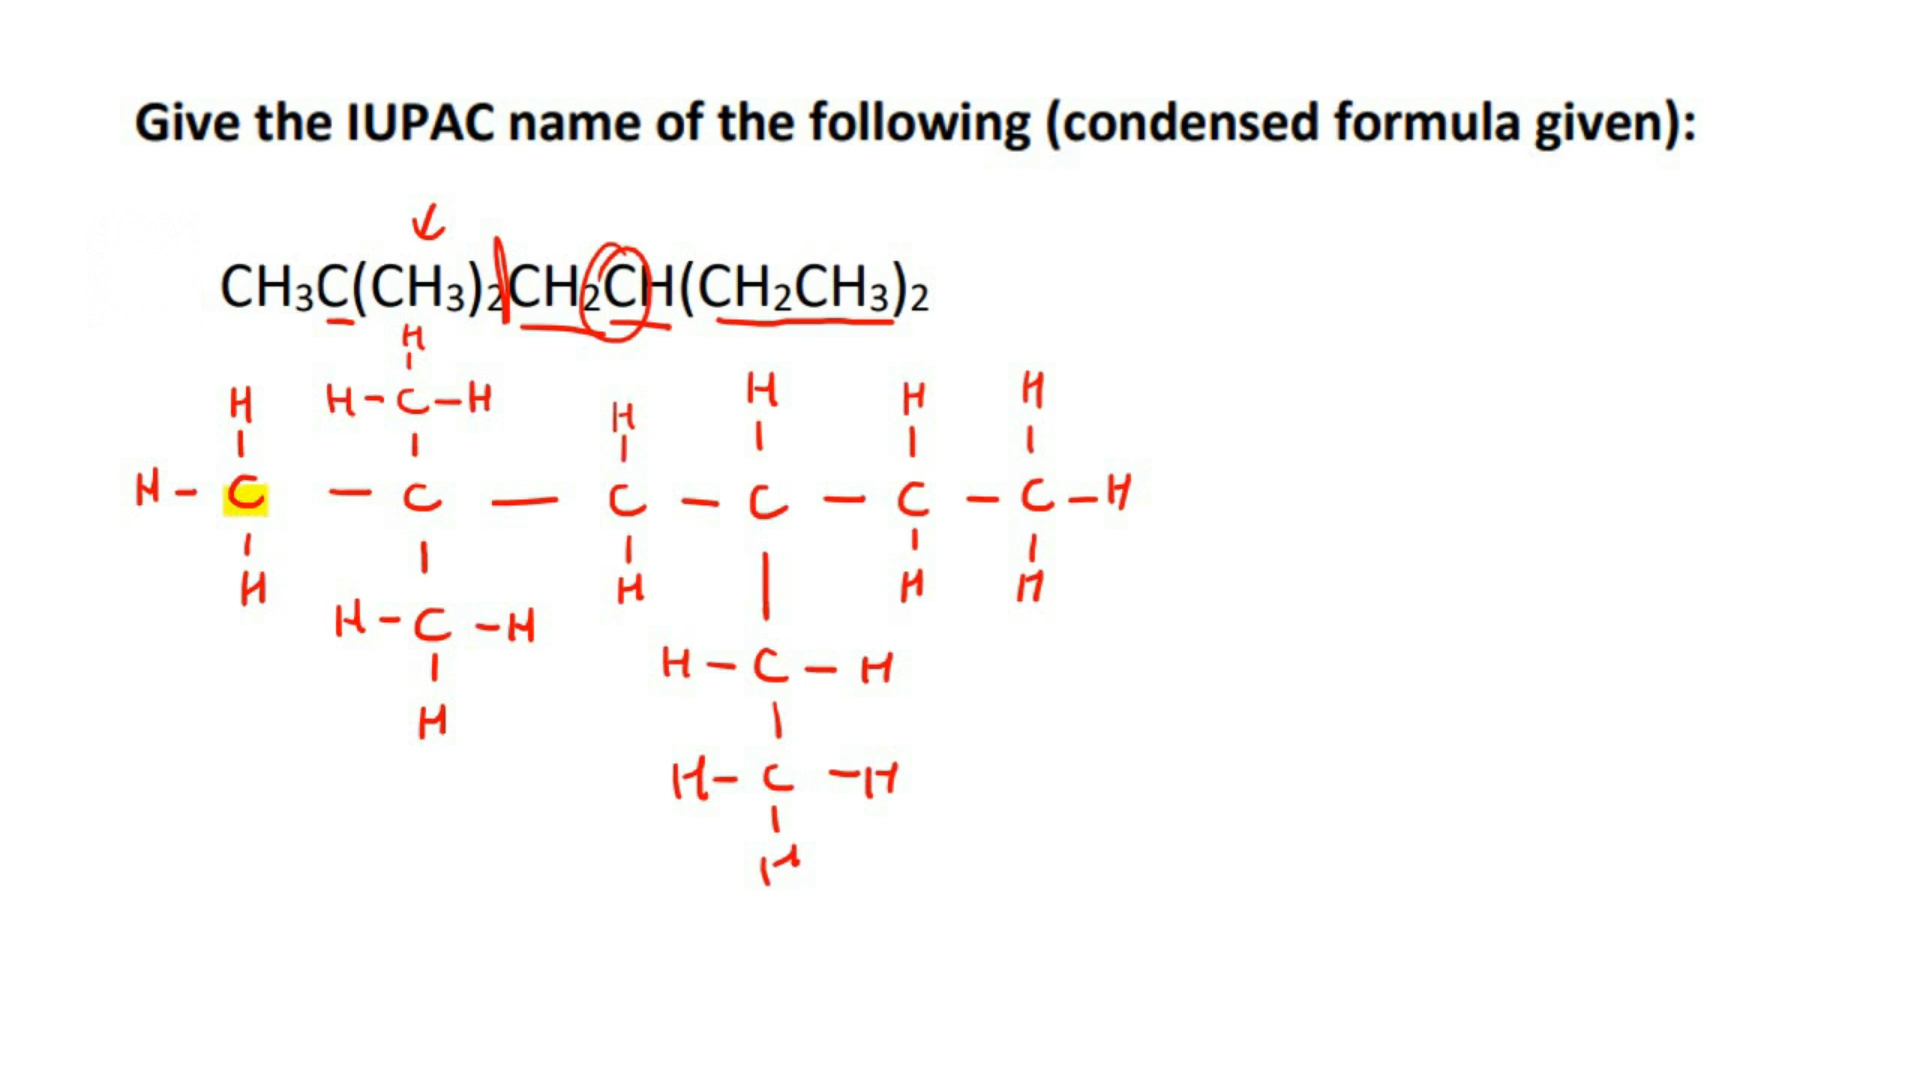 Give the IUPAC name of the following (condensed formula given):
CH3C(CH3)2CH2CH(CH2CH3)2
H
H H H H
H-C-H
H
H - C - C - C - C - C - C - H
H H H H
H - C - H
H - C - H
H
H - C - H
H